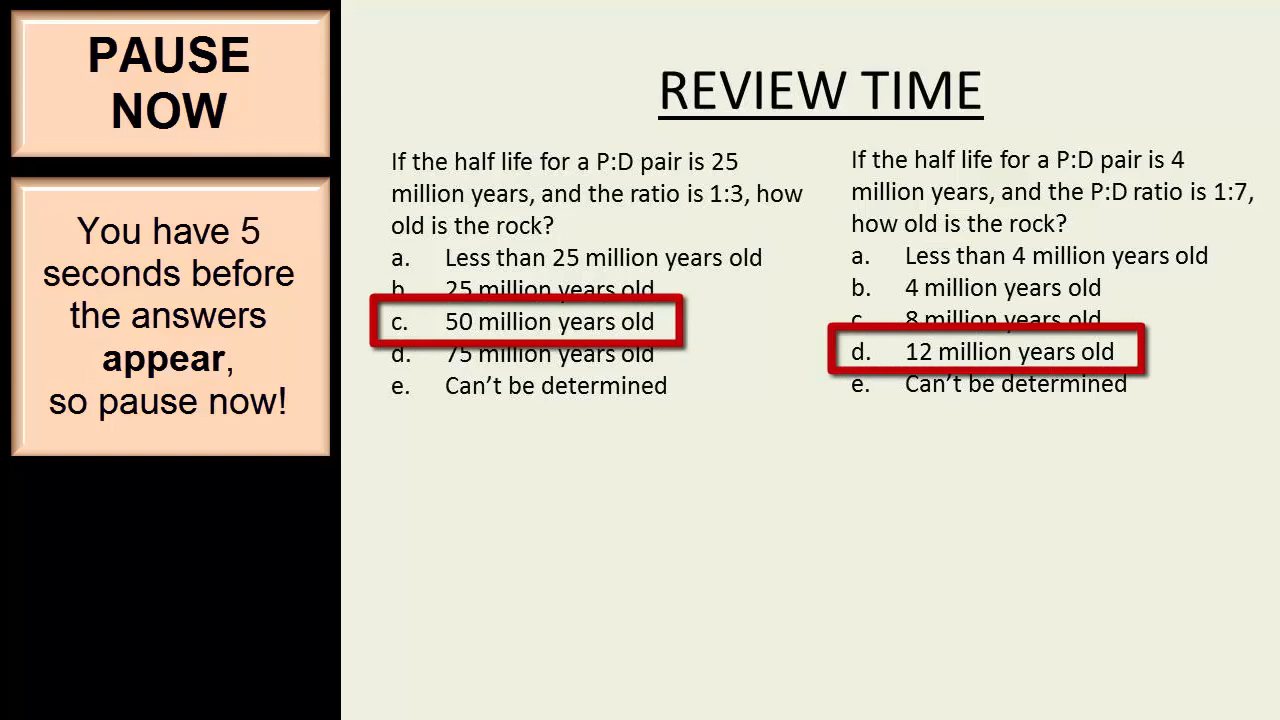 PAUSE
NOW
You have 5
seconds before
the answers
appear,
so pause now!
REVIEW TIME
If the half life for a P:D pair is 25
million years, and the ratio is 1:3, how
old is the rock?
a. Less than 25 million years old
b. 25 million years old
c. 50 million years old
d. 75 million years old
e. Can’t be determined
If the half life for a P:D pair is 4
million years, and the P:D ratio is 1:7,
how old is the rock?
a. Less than 4 million years old
b. 4 million years old
c. 8 million years old
d. 12 million years old
e. Can’t be determined